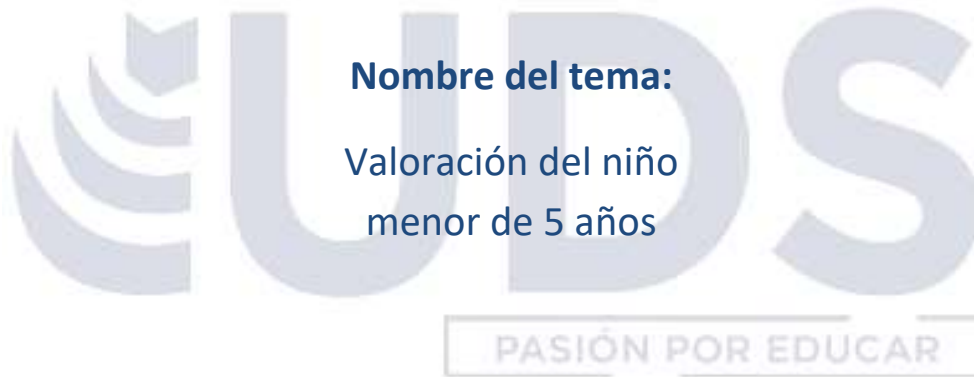 UDS
Nombre del tema:
Valoración del niño
menor de 5 años
PASIÓN POR EDUCAR